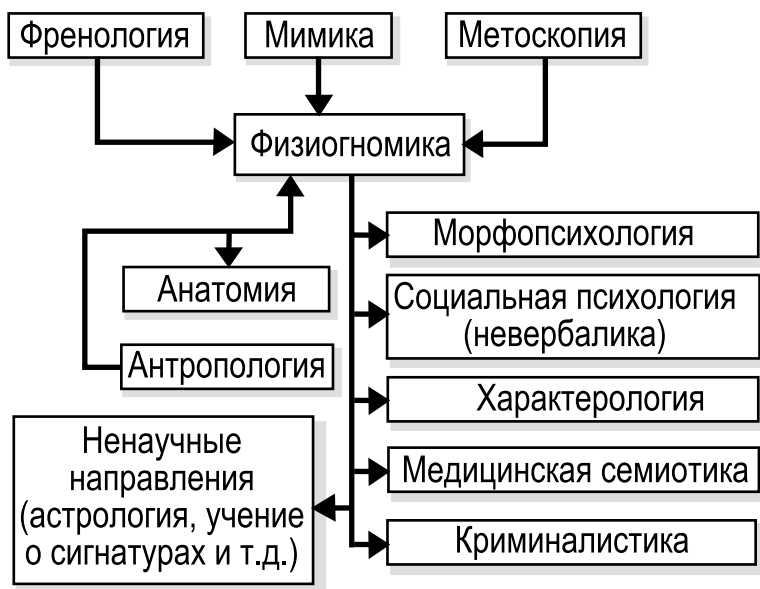 Френология
Мимика
Метоскопия
Физиогномика
Морфопсихология
Анатомия
Социальная психология
(невербалика)
Антропология
Характерология
Ненаучные
направления
(астрология, учение
о сигнатурах и т.д.)
Медицинская семиотика
Криминалистика